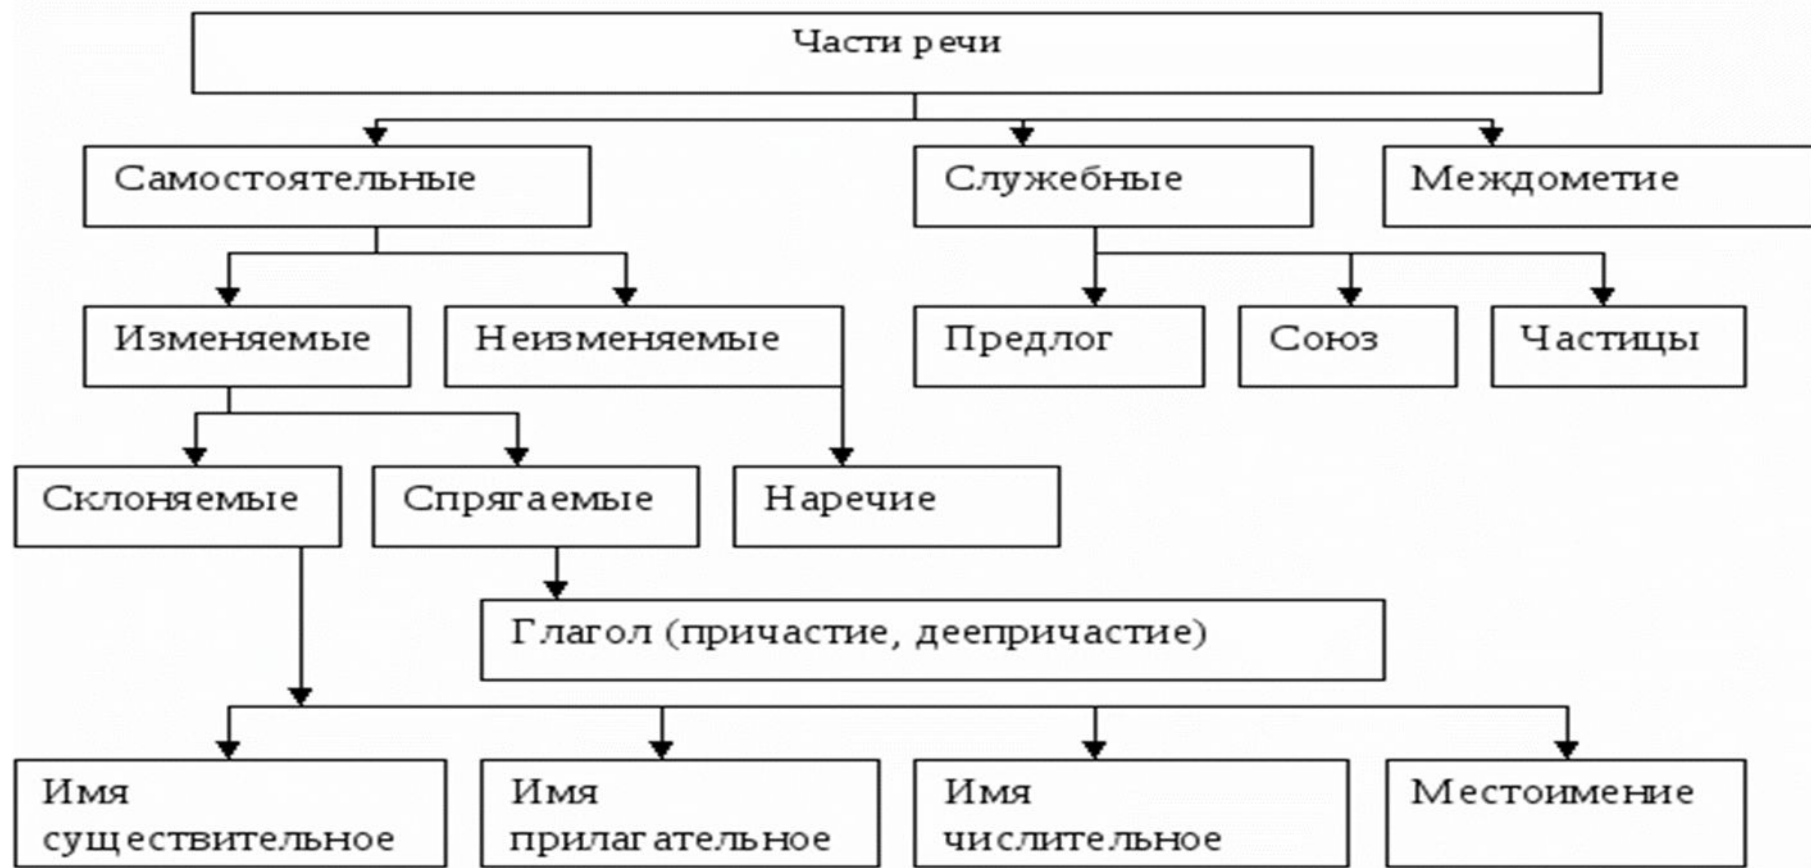 Части речи
Самостоятельные
Служебные
Междометие
Изменяемые
Неизменяемые
Предлог
Союз
Частицы
Склоняемые
Спрягаемые
Наречие
Глагол (причастие, деепричастие)
Имя
существительное
Имя
прилагательное
Имя
числительное
Местоимение